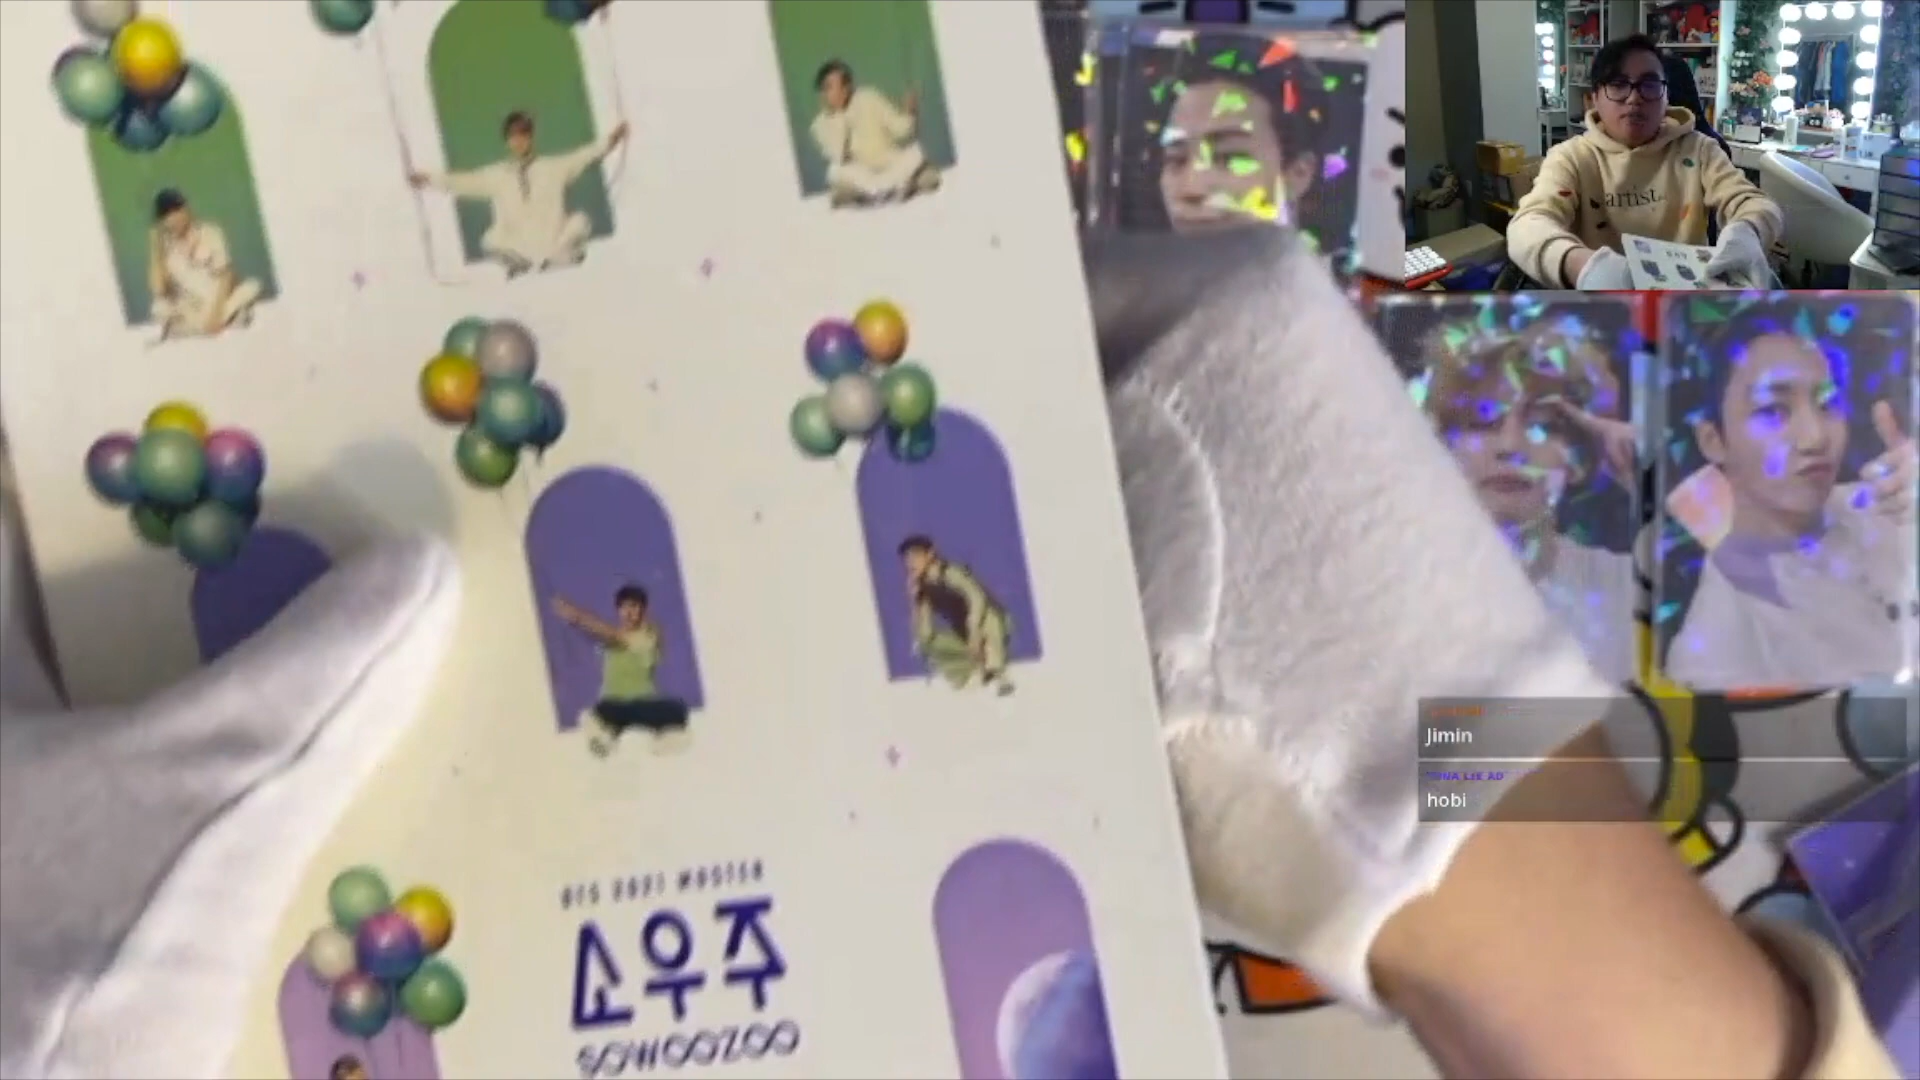 artist.
Jimin
hobi
BTS 2021 MUSTER
소우주
SOWOOZOO